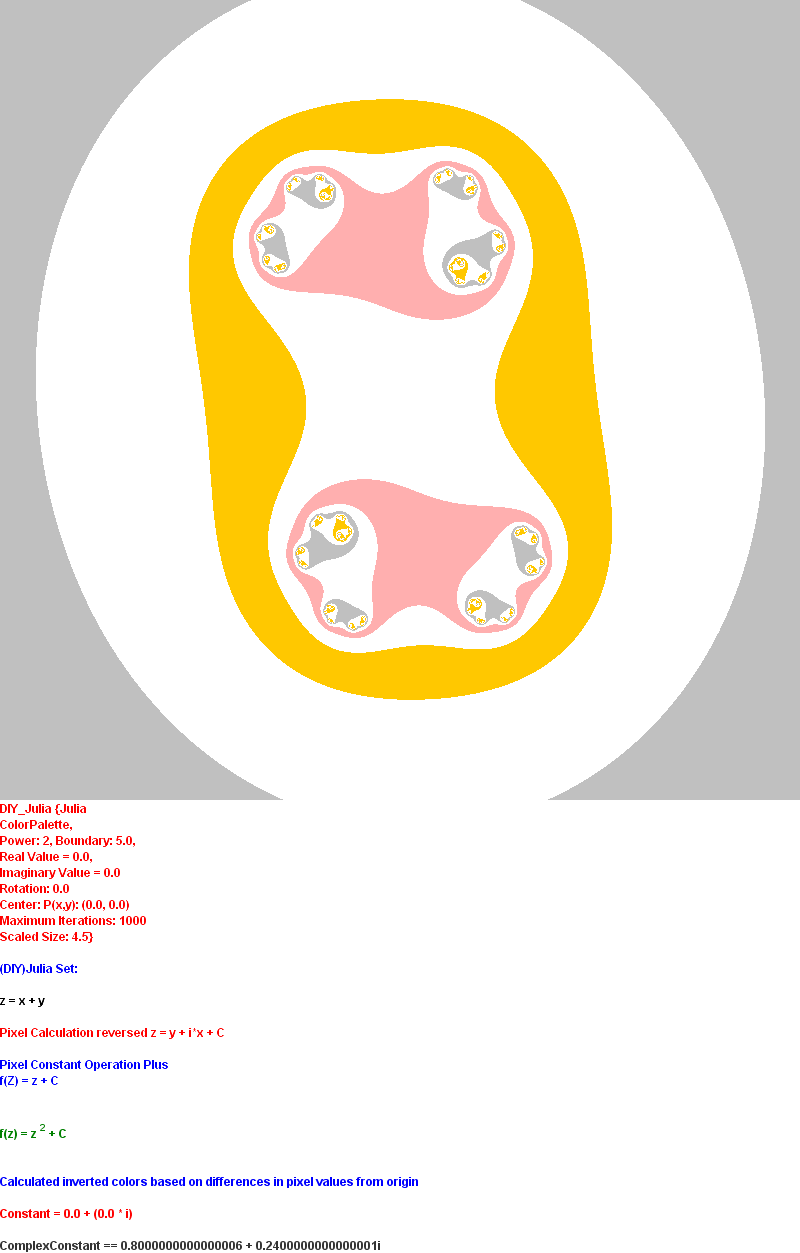 DIY_Julia {Julia
ColorPalette,
Power: 2, Boundary: 5.0,
Real Value = 0.0,
Imaginary Value = 0.0
Rotation: 0.0
Center: P(x,y): (0.0, 0.0)
Maximum Iterations: 1000
Scaled Size: 4.5}
(DIY)Julia Set:
z = x + y
Pixel Calculation reversed z = y + i*x + C
Pixel Constant Operation Plus
f(Z) = z + C
f(z) = z 2 + C
Calculated inverted colors based on differences in pixel values from origin
Constant = 0.0 + (0.0 * i)
ComplexConstant == 0.8000000000000006 + 0.2400000000000001i